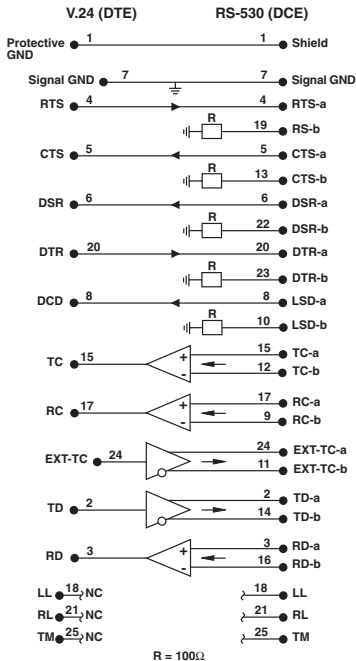 V.24 (DTE) RS-530 (DCE)
Protective GND 1 1 Shield
Signal GND 7 7 Signal GND
RTS 4 4 RTS-a
R 19 RS-b
CTS 5 5 CTS-a
R 13 CTS-b
DSR 6 6 DSR-a
R 22 DSR-b
DTR 20 20 DTR-a
R 23 DTR-b
DCD 8 8 LSD-a
R 10 LSD-b
TC 15 + 15 TC-a
- 12 TC-b
RC 17 + 17 RC-a
- 9 RC-b
EXT-TC 24 24 EXT-TC-a
11 EXT-TC-b
TD 2 2 TD-a
14 TD-b
RD 3 + 3 RD-a
- 16 RD-b
LL 18 NC 18 LL
RL 21 NC 21 RL
TM 25 NC 25 TM
R = 100Ω